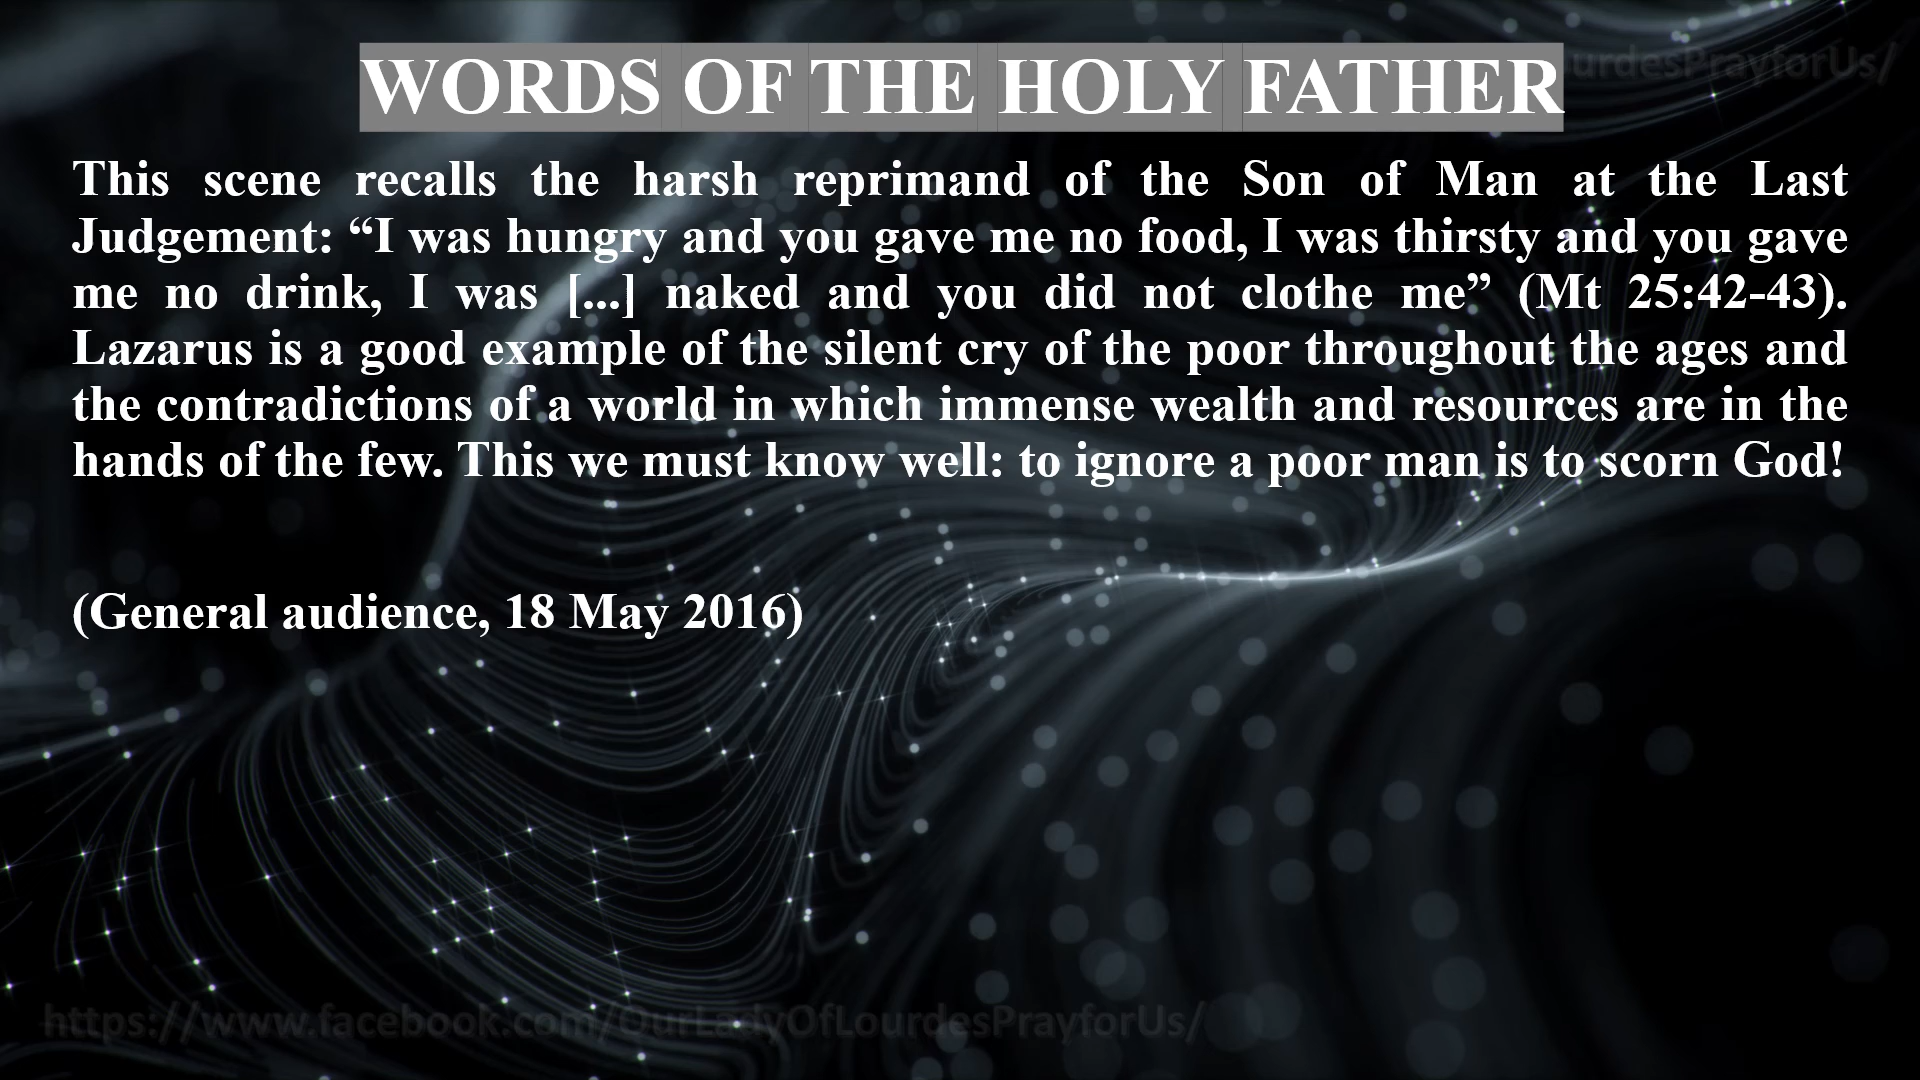 WORDS OF THE HOLY FATHER
urdesPrayforUs/
This scene recalls the harsh reprimand of the Son of Man at the Last
Judgement: “I was hungry and you gave me no food, I was thirsty and you gave
me no drink, I was [...] naked and you did not clothe me” (Mt 25:42-43).
Lazarus is a good example of the silent cry of the poor throughout the ages and
the contradictions of a world in which immense wealth and resources are in the
hands of the few. This we must know well: to ignore a poor man is to scorn God!
(General audience, 18 May 2016)
https://www.facebook.com/OurLadyOfLourdesPrayforUs/